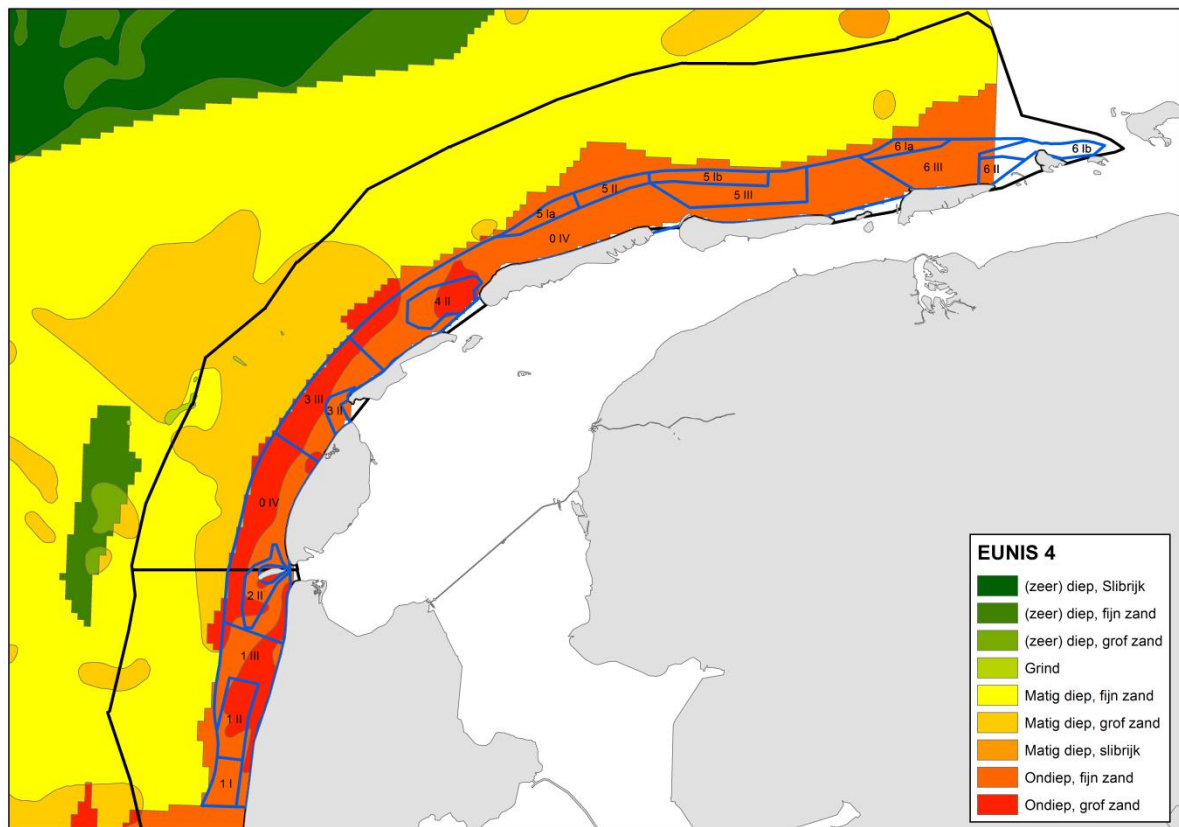 6 Ia
6 Ib
6 III
6 II
5 Ib
5 II
5 III
5 Ia
0 IV
4 II
3 III
3 II
0 IV
2 II
1 III
1 II
1 I
EUNIS 4
(zeer) diep, Slibrijk
(zeer) diep, fijn zand
(zeer) diep, grof zand
Grind
Matig diep, fijn zand
Matig diep, grof zand
Matig diep, slibrijk
Ondiep, fijn zand
Ondiep, grof zand